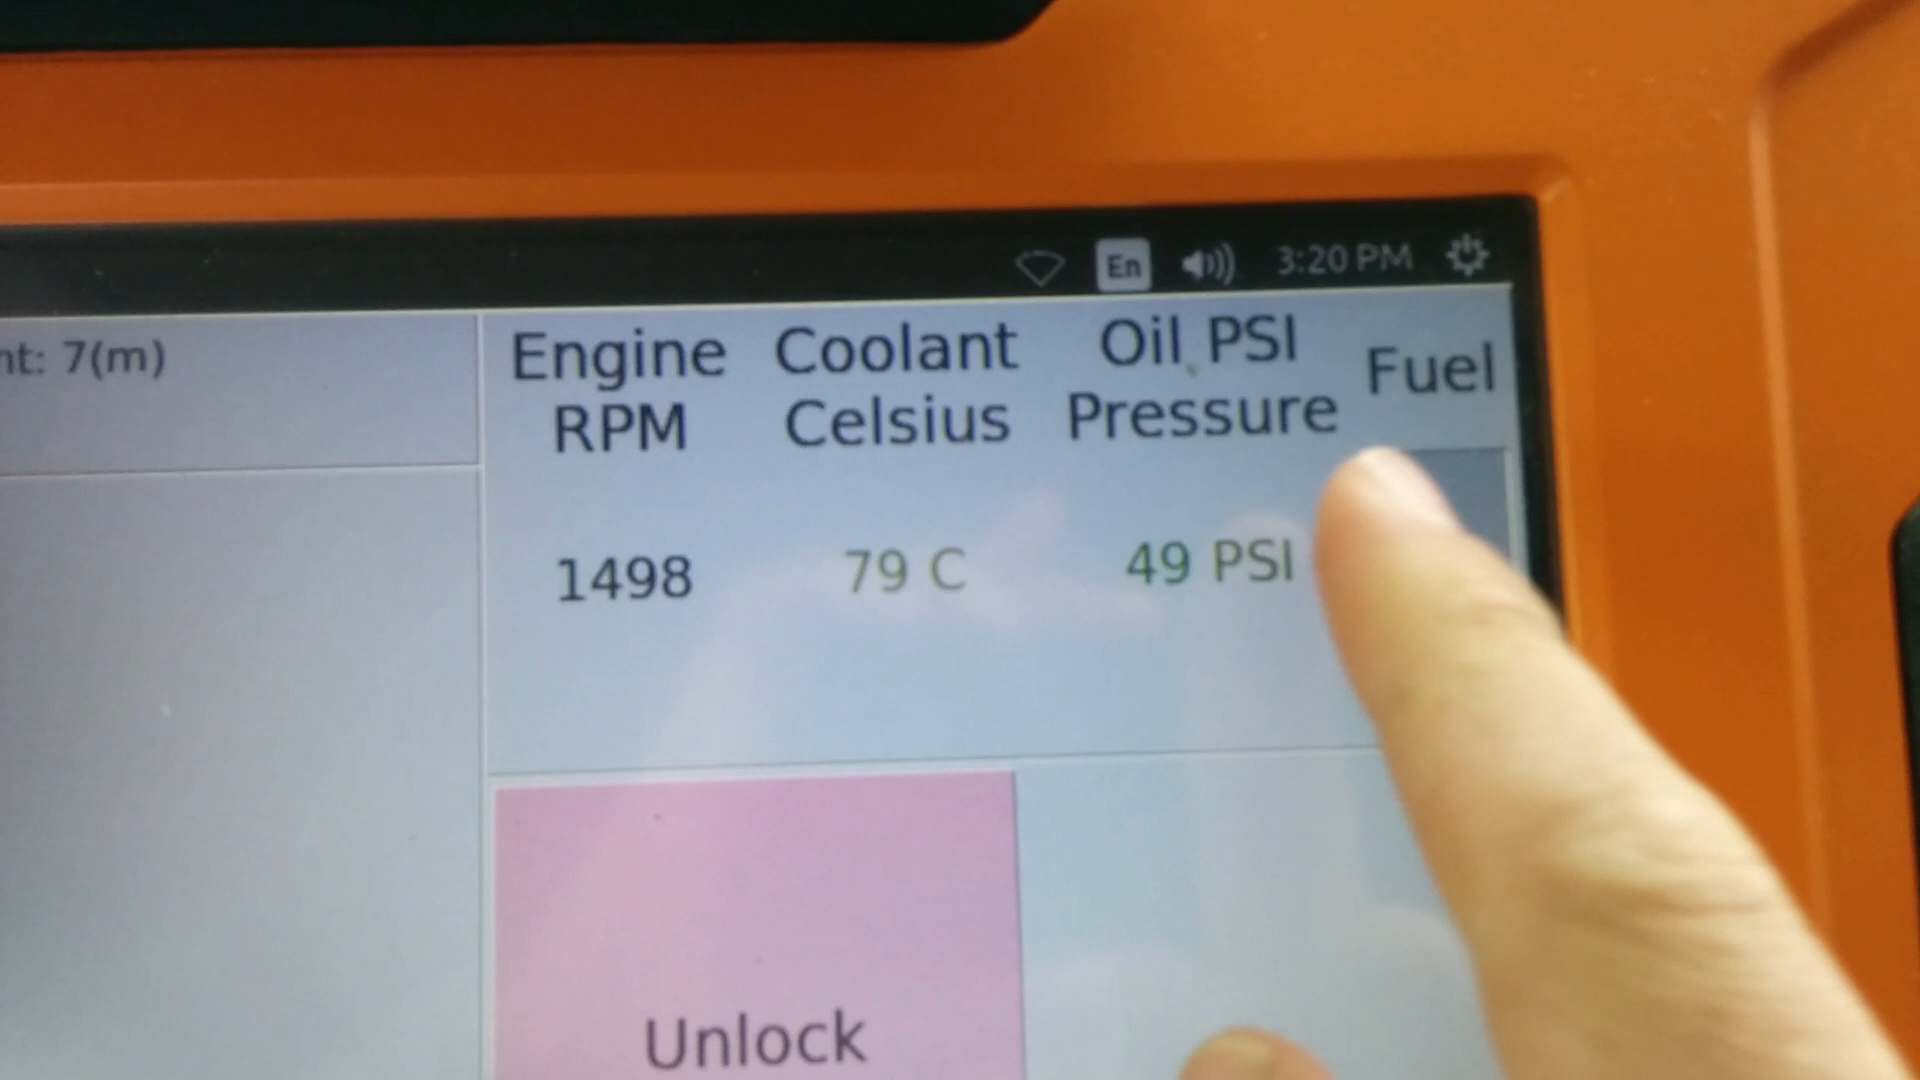 En 3:20 PM
nt: 7(m)
Engine RPM
Coolant Celsius
Oil PSI Pressure
Fuel
1498
79 C
49 PSI
Unlock